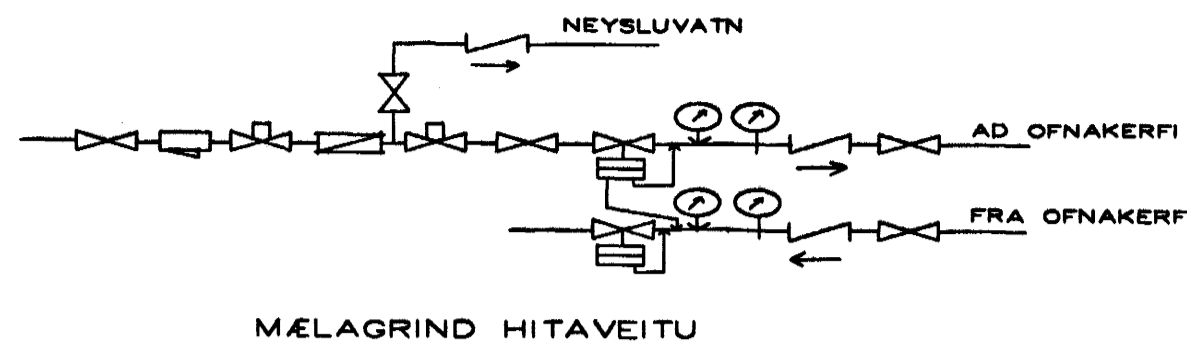 NEYSLUVATN
AD OFNAKERFI
FRA OFNAKERF
MÆLAGRIND HITAVEITU